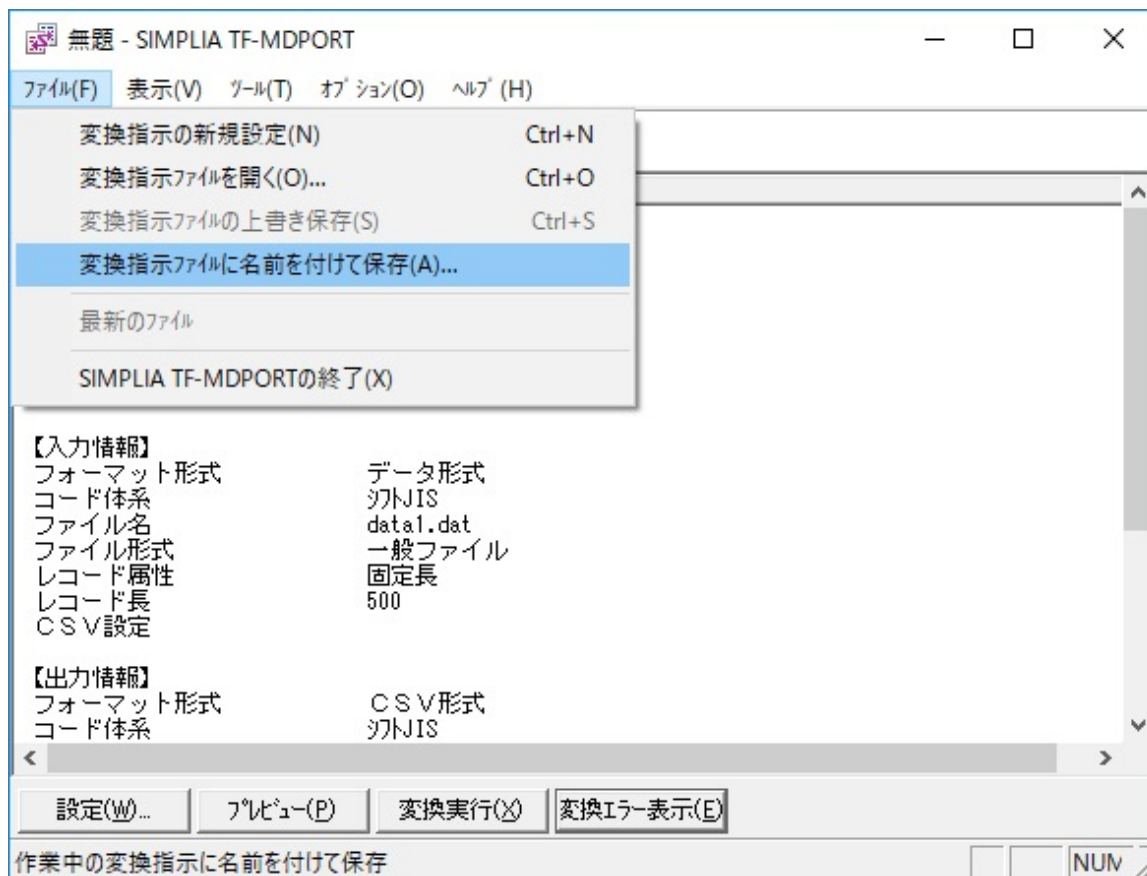 無題 - SIMPLIA TF-MDPORT
ﾌｧｲﾙ(F) 表示(V) ﾂｰﾙ(T) ｵﾌﾟｼｮﾝ(O) ﾍﾙﾌﾟ(H)
変換指示の新規設定(N) Ctrl+N
変換指示ﾌｧｲﾙを開く(O)... Ctrl+O
変換指示ﾌｧｲﾙの上書き保存(S) Ctrl+S
変換指示ﾌｧｲﾙに名前を付けて保存(A)...
最新のﾌｧｲﾙ
SIMPLIA TF-MDPORTの終了(X)
【入力情報】
フォーマット形式 データ形式
コード体系 ｼﾌﾄJIS
ファイル名 data1.dat
ファイル形式 一般ファイル
レコード属性 固定長
レコード長 500
ＣＳＶ設定
【出力情報】
フォーマット形式 ＣＳＶ形式
コード体系 ｼﾌﾄJIS
設定(W)... ﾌﾟﾚﾋﾞｭｰ(P) 変換実行(X) 変換ｴﾗｰ表示(E)
作業中の変換指示に名前を付けて保存 NUM